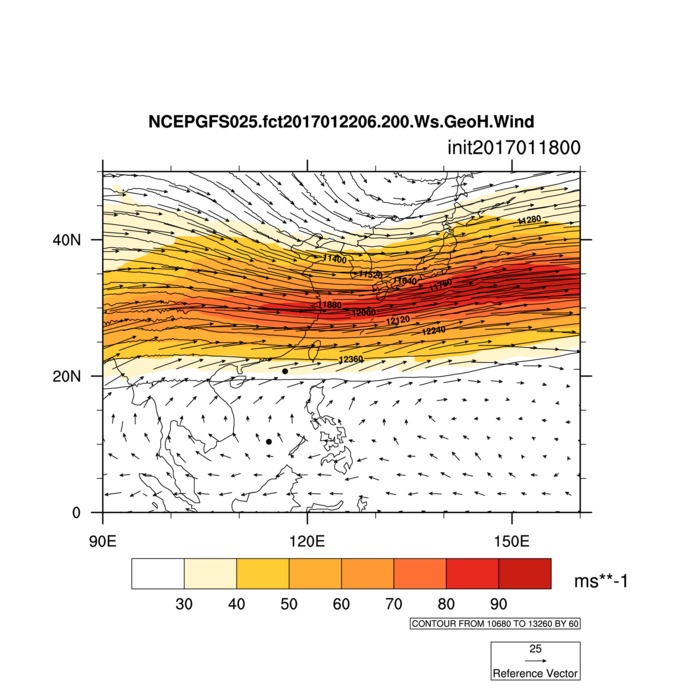 NCEPGFS025.fct2017012206.200.Ws.GeoH.Wind
init2017011800
11280
40N
11400
11520
11640
11760
11880
12000
12120
12240
12360
20N
0
90E 120E 150E
ms**-1
30 40 50 60 70 80 90
CONTOUR FROM 10680 TO 13260 BY 60
25
Reference Vector